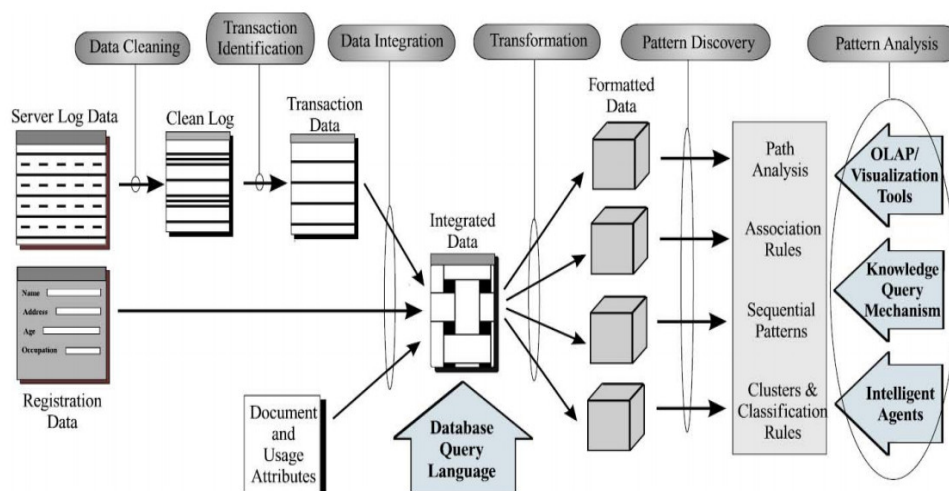 Data Cleaning
Transaction
Identification
Data Integration
Transformation
Pattern Discovery
Pattern Analysis
Server Log Data
Clean Log
Transaction
Data
Integrated
Data
Formatted
Data
Name
Address
Age
Occupation
Registration
Data
Document
and
Usage
Attributes
Database
Query
Language
Path
Analysis
Association
Rules
Sequential
Patterns
Clusters &
Classification
Rules
OLAP/
Visualization
Tools
Knowledge
Query
Mechanism
Intelligent
Agents